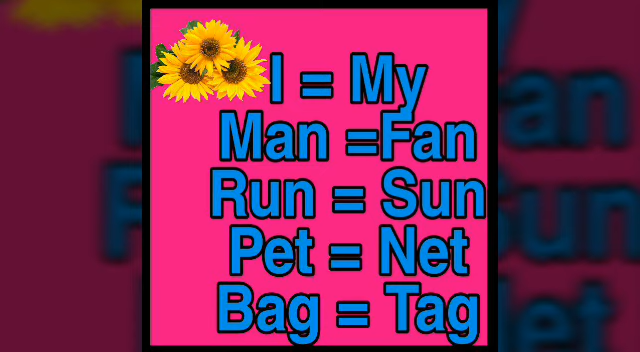 I = My
Man =Fan
Run = Sun
Pet = Net
Bag = Tag